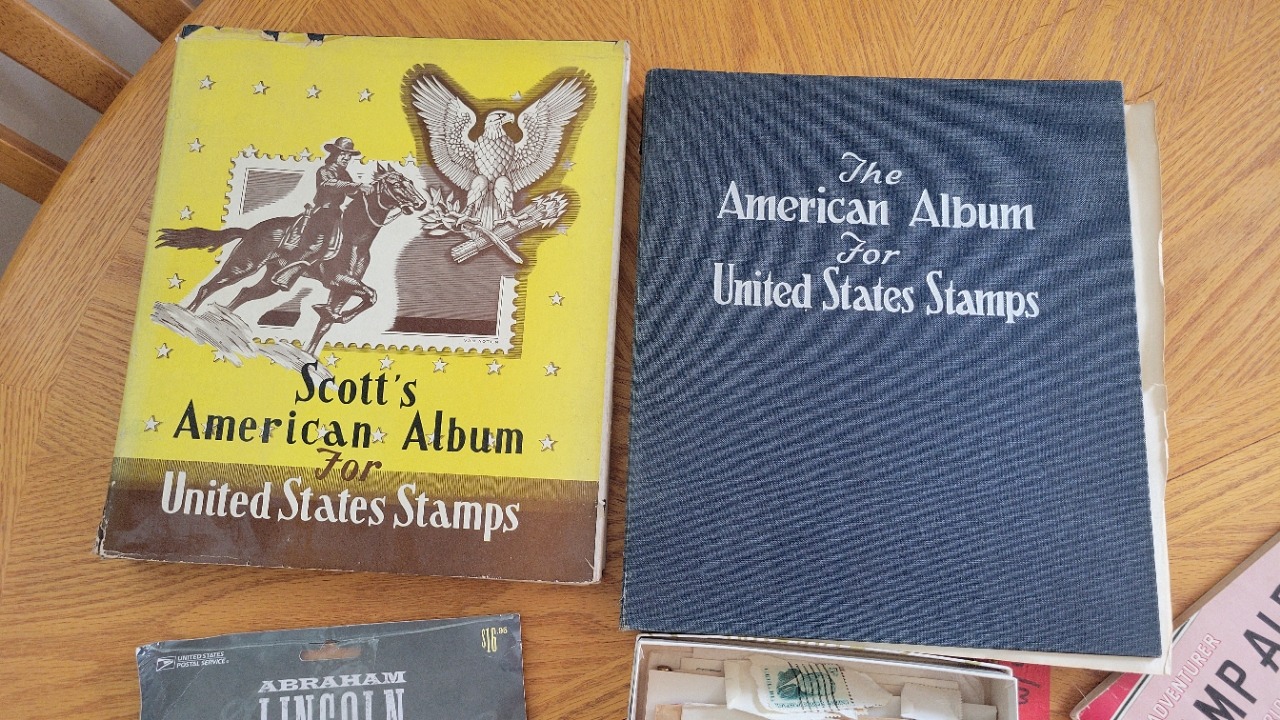 Scott's
American Album
For
United States Stamps
The
American Album
For
United States Stamps
UNITED STATES
POSTAL SERVICE
$16
ABRAHAM
LINCOLN
ADVENTURER